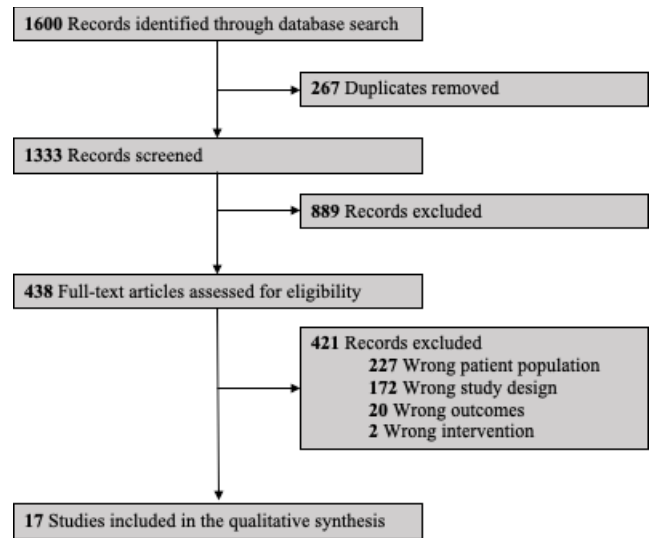 1600 Records identified through database search
267 Duplicates removed
1333 Records screened
889 Records excluded
438 Full-text articles assessed for eligibility
421 Records excluded
227 Wrong patient population
172 Wrong study design
20 Wrong outcomes
2 Wrong intervention
17 Studies included in the qualitative synthesis